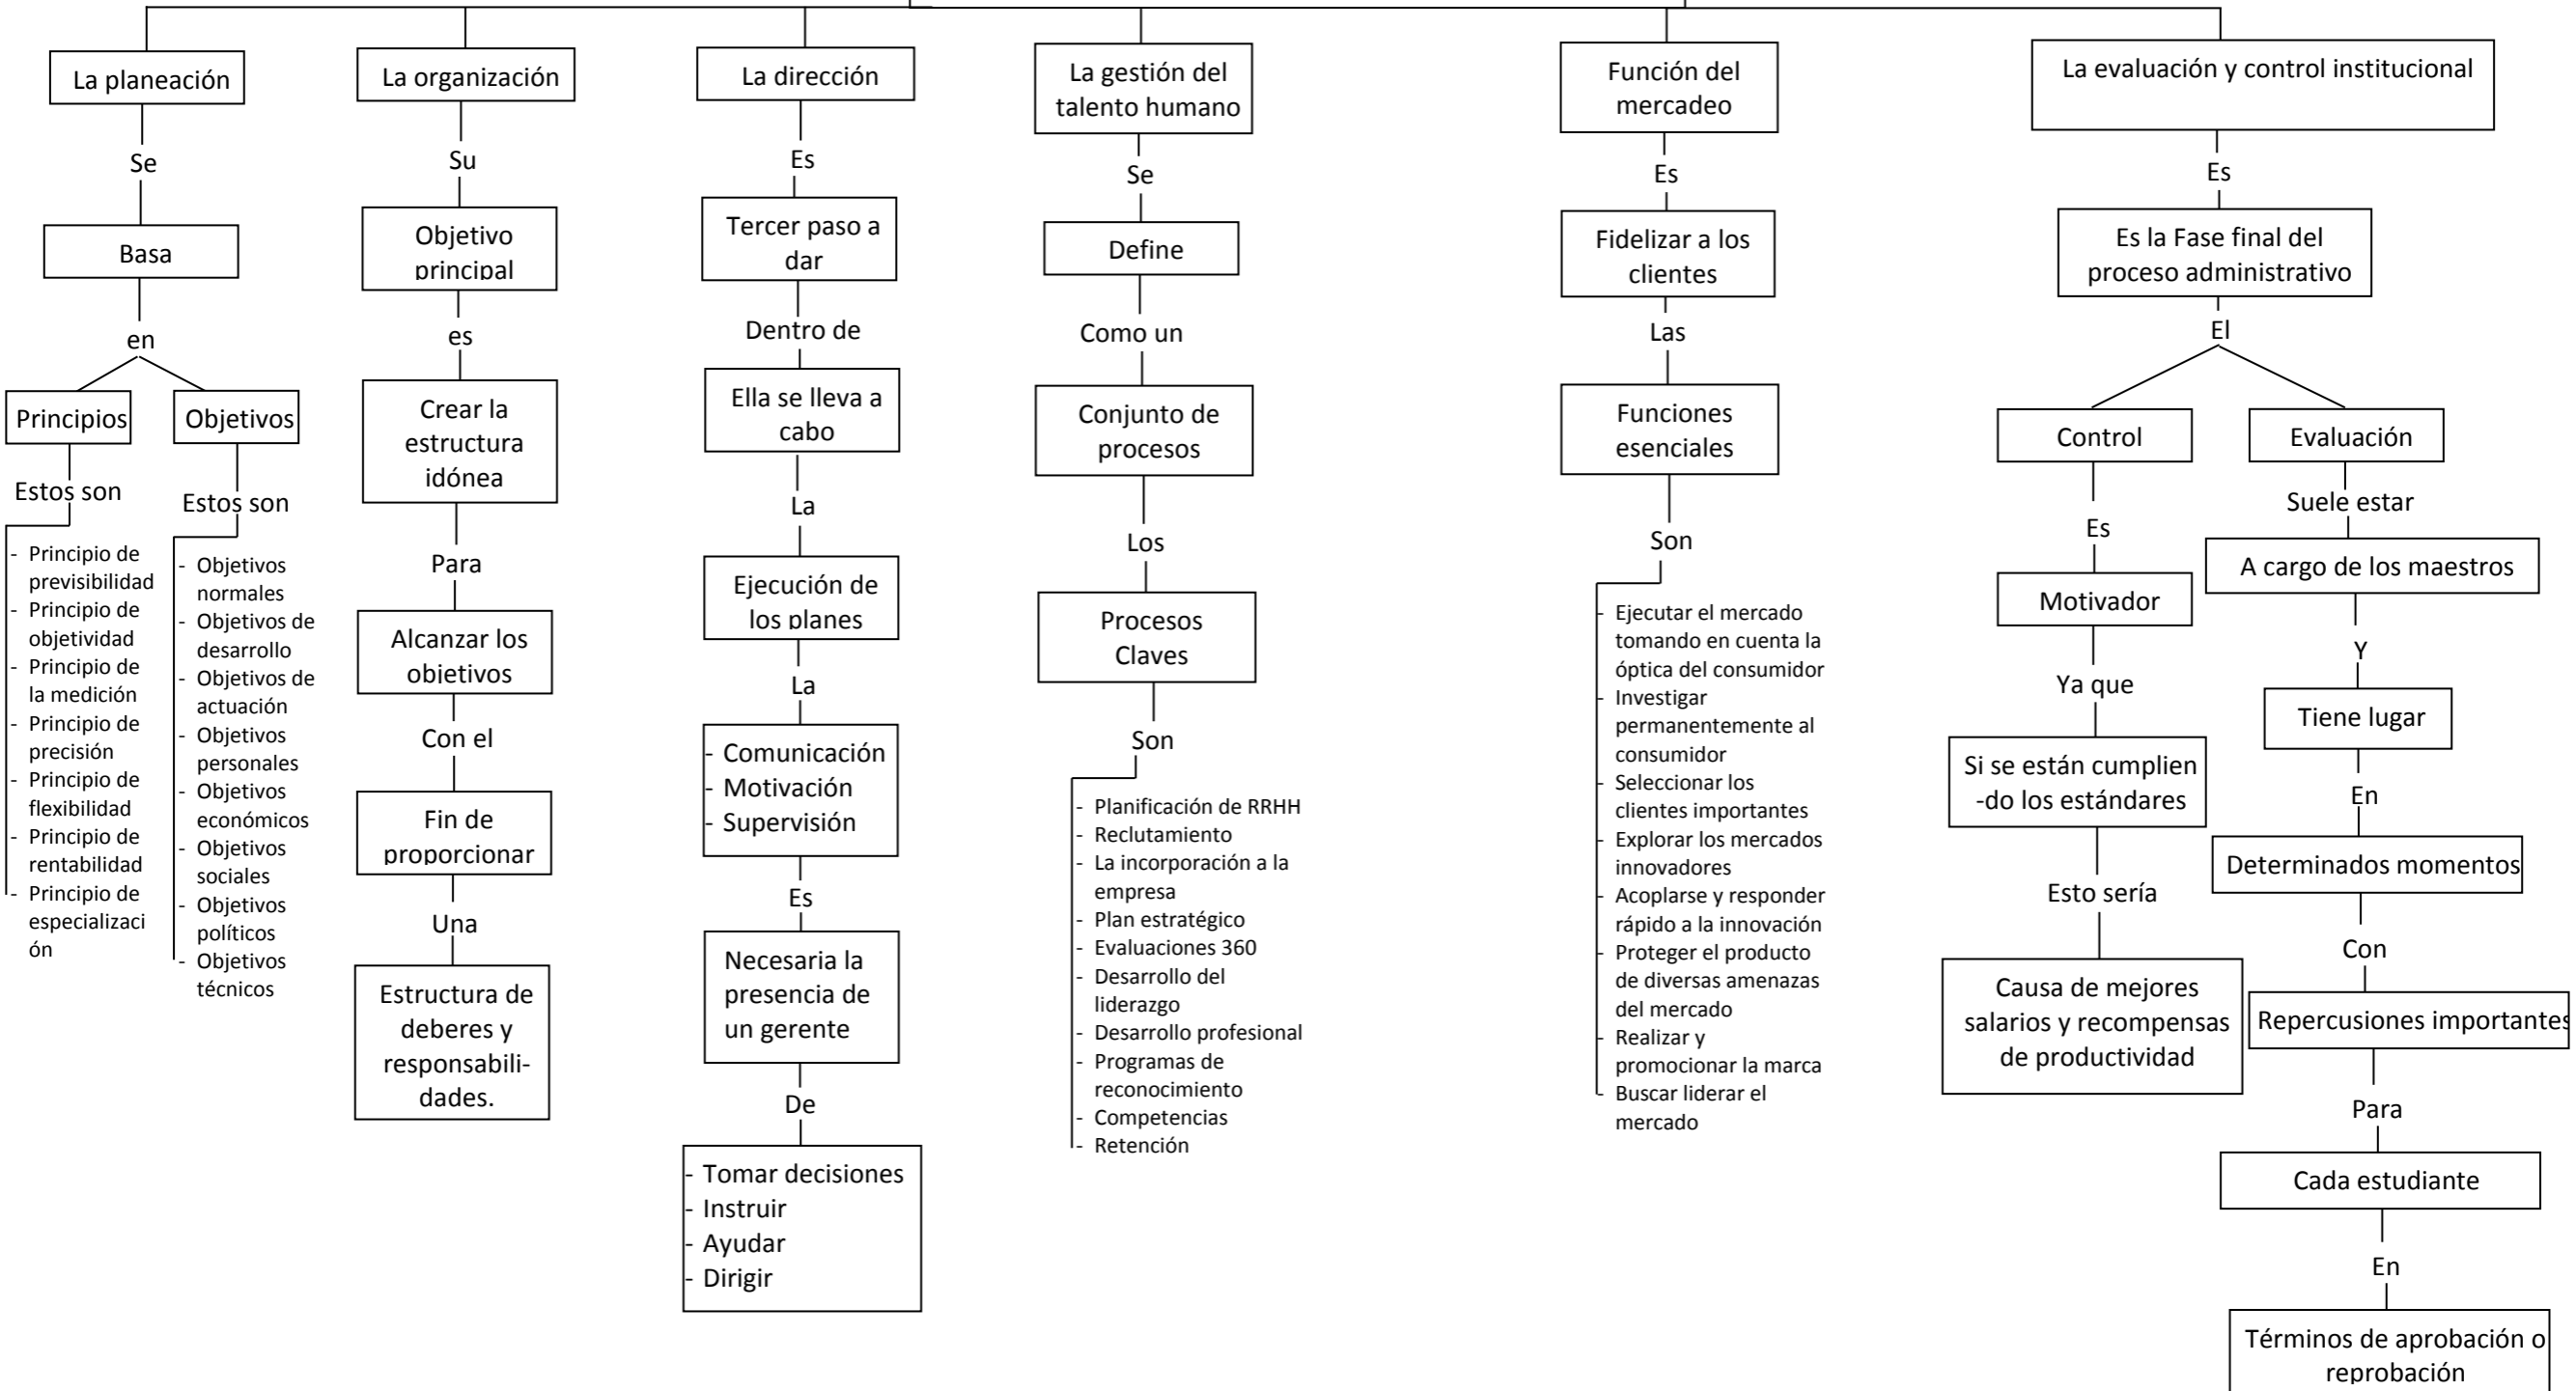 La planeación
Se
Basa
en
Principios
Estos son
- Principio de
previsibilidad
- Principio de
objetividad
- Principio de
la medición
- Principio de
precisión
- Principio de
flexibilidad
- Principio de
rentabilidad
- Principio de
especializaci
ón
Objetivos
Estos son
- Objetivos
normales
- Objetivos de
desarrollo
- Objetivos de
actuación
- Objetivos
personales
- Objetivos
económicos
- Objetivos
sociales
- Objetivos
políticos
- Objetivos
técnicos
La organización
Su
Objetivo
principal
es
Crear la
estructura
idónea
Para
Alcanzar los
objetivos
Con el
Fin de
proporcionar
Una
Estructura de
deberes y
responsabili-
dades.
La dirección
Es
Tercer paso a
dar
Dentro de
Ella se lleva a
cabo
La
Ejecución de
los planes
La
- Comunicación
- Motivación
- Supervisión
Es
Necesaria la
presencia de
un gerente
De
- Tomar decisiones
- Instruir
- Ayudar
- Dirigir
La gestión del
talento humano
Se
Define
Como un
Conjunto de
procesos
Los
Procesos
Claves
Son
- Planificación de RRHH
- Reclutamiento
- La incorporación a la
empresa
- Plan estratégico
- Evaluaciones 360
- Desarrollo del
liderazgo
- Desarrollo profesional
- Programas de
reconocimiento
- Competencias
- Retención
Función del
mercadeo
Es
Fidelizar a los
clientes
Las
Funciones
esenciales
Son
- Ejecutar el mercado
tomando en cuenta la
óptica del consumidor
- Investigar
permanentemente al
consumidor
- Seleccionar los
clientes importantes
- Explorar los mercados
innovadores
- Acoplarse y responder
rápido a la innovación
- Proteger el producto
de diversas amenazas
del mercado
- Realizar y
promocionar la marca
- Buscar liderar el
mercado
La evaluación y control institucional
Es
Es la Fase final del
proceso administrativo
El
Control
Es
Motivador
Ya que
Si se están cumplien
-do los estándares
Esto sería
Causa de mejores
salarios y recompensas
de productividad
Evaluación
Suele estar
A cargo de los maestros
Y
Tiene lugar
En
Determinados momentos
Con
Repercusiones importantes
Para
Cada estudiante
En
Términos de aprobación o
reprobación